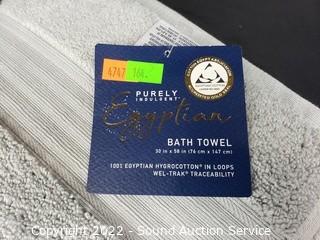 4747 164.
PURELY
INDULGENT
Egyptian
BATH TOWEL
30 in x 58 in (76 cm x 147 cm)
100% EGYPTIAN HYGROCOTTON® IN LOOPS
WEL-TRAK® TRACEABILITY
Copyright 2022 - Sound Auction Service